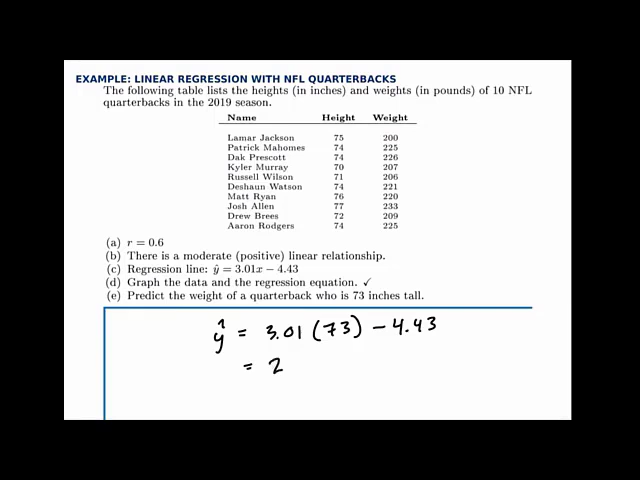 EXAMPLE: LINEAR REGRESSION WITH NFL QUARTERBACKS
The following table lists the heights (in inches) and weights (in pounds) of 10 NFL
quarterbacks in the 2019 season.
Name Height Weight
Lamar Jackson 75 200
Patrick Mahomes 74 225
Dak Prescott 74 226
Kyler Murray 70 207
Russell Wilson 71 206
Deshaun Watson 74 221
Matt Ryan 76 220
Josh Allen 77 233
Drew Brees 72 209
Aaron Rodgers 74 225
(a) r = 0.6
(b) There is a moderate (positive) linear relationship.
(c) Regression line: ŷ = 3.01x − 4.43
(d) Graph the data and the regression equation. ✓
(e) Predict the weight of a quarterback who is 73 inches tall.
ŷ = 3.01 (73) − 4.43
= 2